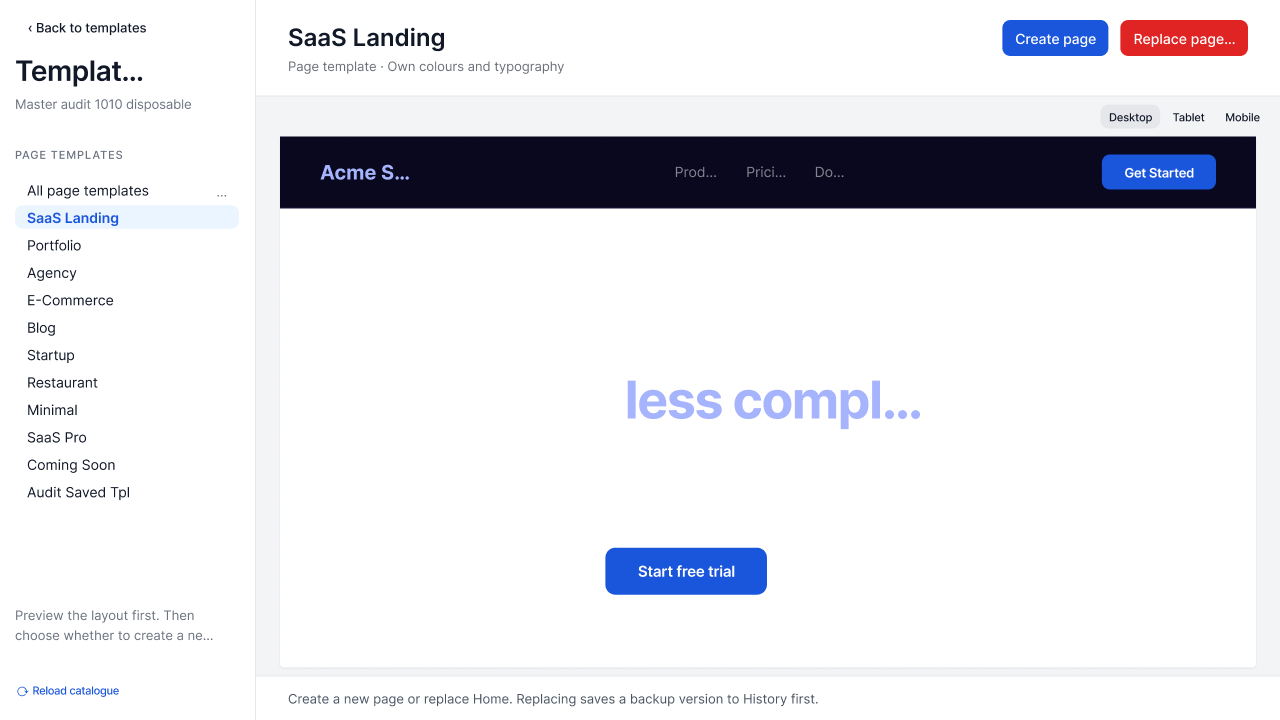 ‹ Back to templates
Templat...
Master audit 1010 disposable
PAGE TEMPLATES
All page templates ...
SaaS Landing
Portfolio
Agency
E-Commerce
Blog
Startup
Restaurant
Minimal
SaaS Pro
Coming Soon
Audit Saved Tpl
Preview the layout first. Then
choose whether to create a ne...
Reload catalogue
SaaS Landing
Page template · Own colours and typography
Create page
Replace page...
Desktop Tablet Mobile
Acme S... Prod... Prici... Do... Get Started
less compl...
Start free trial
Create a new page or replace Home. Replacing saves a backup version to History first.